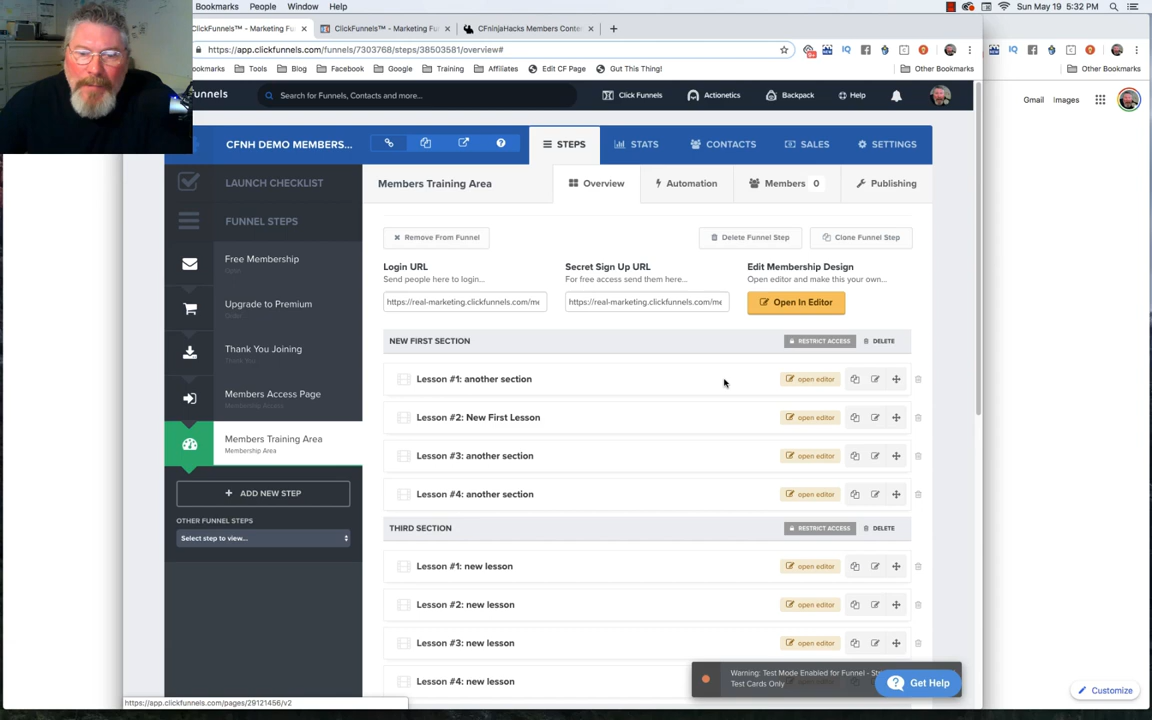 Bookmarks People Window Help
Sun May 19 5:32 PM
ClickFunnels™ - Marketing Fu
ClickFunnels™ - Marketing Fu
CFninjaHacks Members Conten
https://app.clickfunnels.com/funnels/7303768/steps/38503581/overview#
Tools Blog Facebook Google Training Affiliates Edit CF Page Gut This Thing!
Other Bookmarks
Other Bookmarks
Search for Funnels, Contacts and more...
Click Funnels Actionetics Backpack Help
Gmail Images
CFNH DEMO MEMBERS...
STEPS STATS CONTACTS SALES SETTINGS
LAUNCH CHECKLIST
Members Training Area
Overview Automation Members 0 Publishing
FUNNEL STEPS
Free Membership
Optin
Upgrade to Premium
Order
Thank You Joining
Thank You
Members Access Page
Membership Access
Members Training Area
Membership Area
ADD NEW STEP
OTHER FUNNEL STEPS
Select step to view...
Remove From Funnel
Delete Funnel Step
Clone Funnel Step
Login URL
Send people here to login...
https://real-marketing.clickfunnels.com/me
Secret Sign Up URL
For free access send them here...
https://real-marketing.clickfunnels.com/me
Edit Membership Design
Open editor and make this your own...
Open In Editor
NEW FIRST SECTION
RESTRICT ACCESS DELETE
Lesson #1: another section
open editor
Lesson #2: New First Lesson
open editor
Lesson #3: another section
open editor
Lesson #4: another section
open editor
THIRD SECTION
RESTRICT ACCESS DELETE
Lesson #1: new lesson
open editor
Lesson #2: new lesson
open editor
Lesson #3: new lesson
open editor
Lesson #4: new lesson
Warning: Test Mode Enabled for Funnel -
Test Cards Only
Get Help
Customize
https://app.clickfunnels.com/pages/29121456/v2